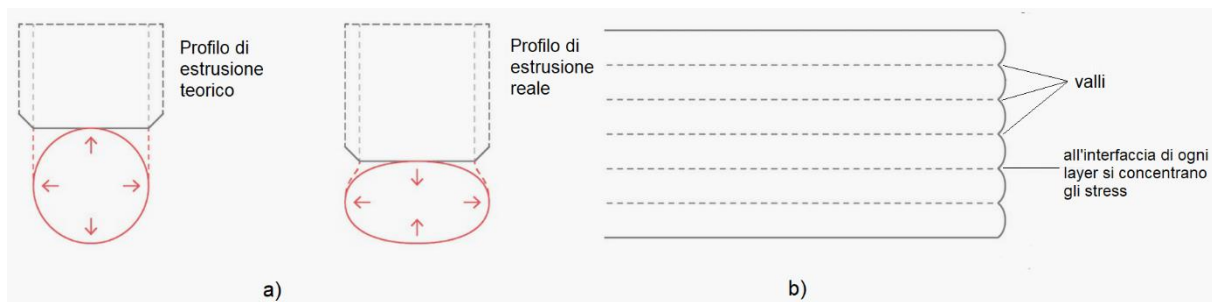 Profilo di
estrusione
teorico
Profilo di
estrusione
reale
valli
all'interfaccia di ogni
layer si concentrano
gli stress
a)
b)